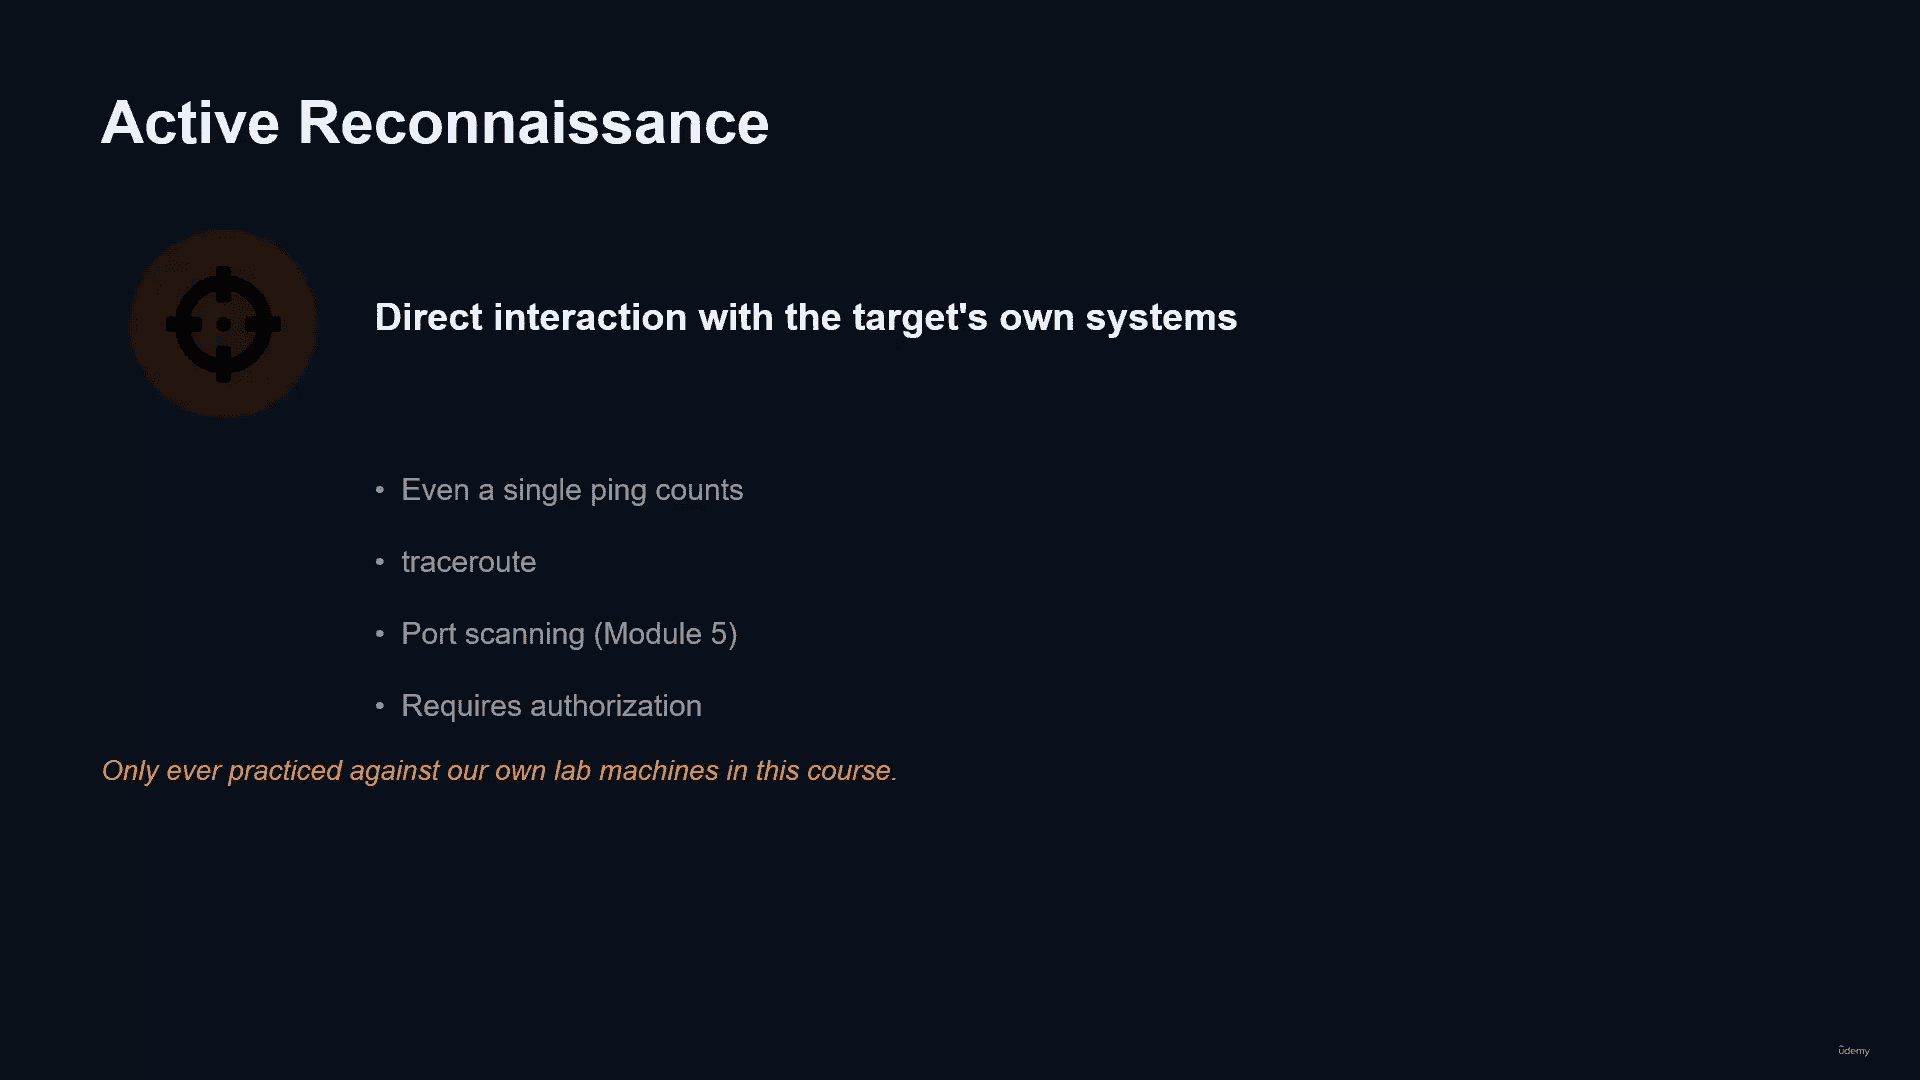 Active Reconnaissance
Direct interaction with the target's own systems
• Even a single ping counts
• traceroute
• Port scanning (Module 5)
• Requires authorization
Only ever practiced against our own lab machines in this course.
ûdemy